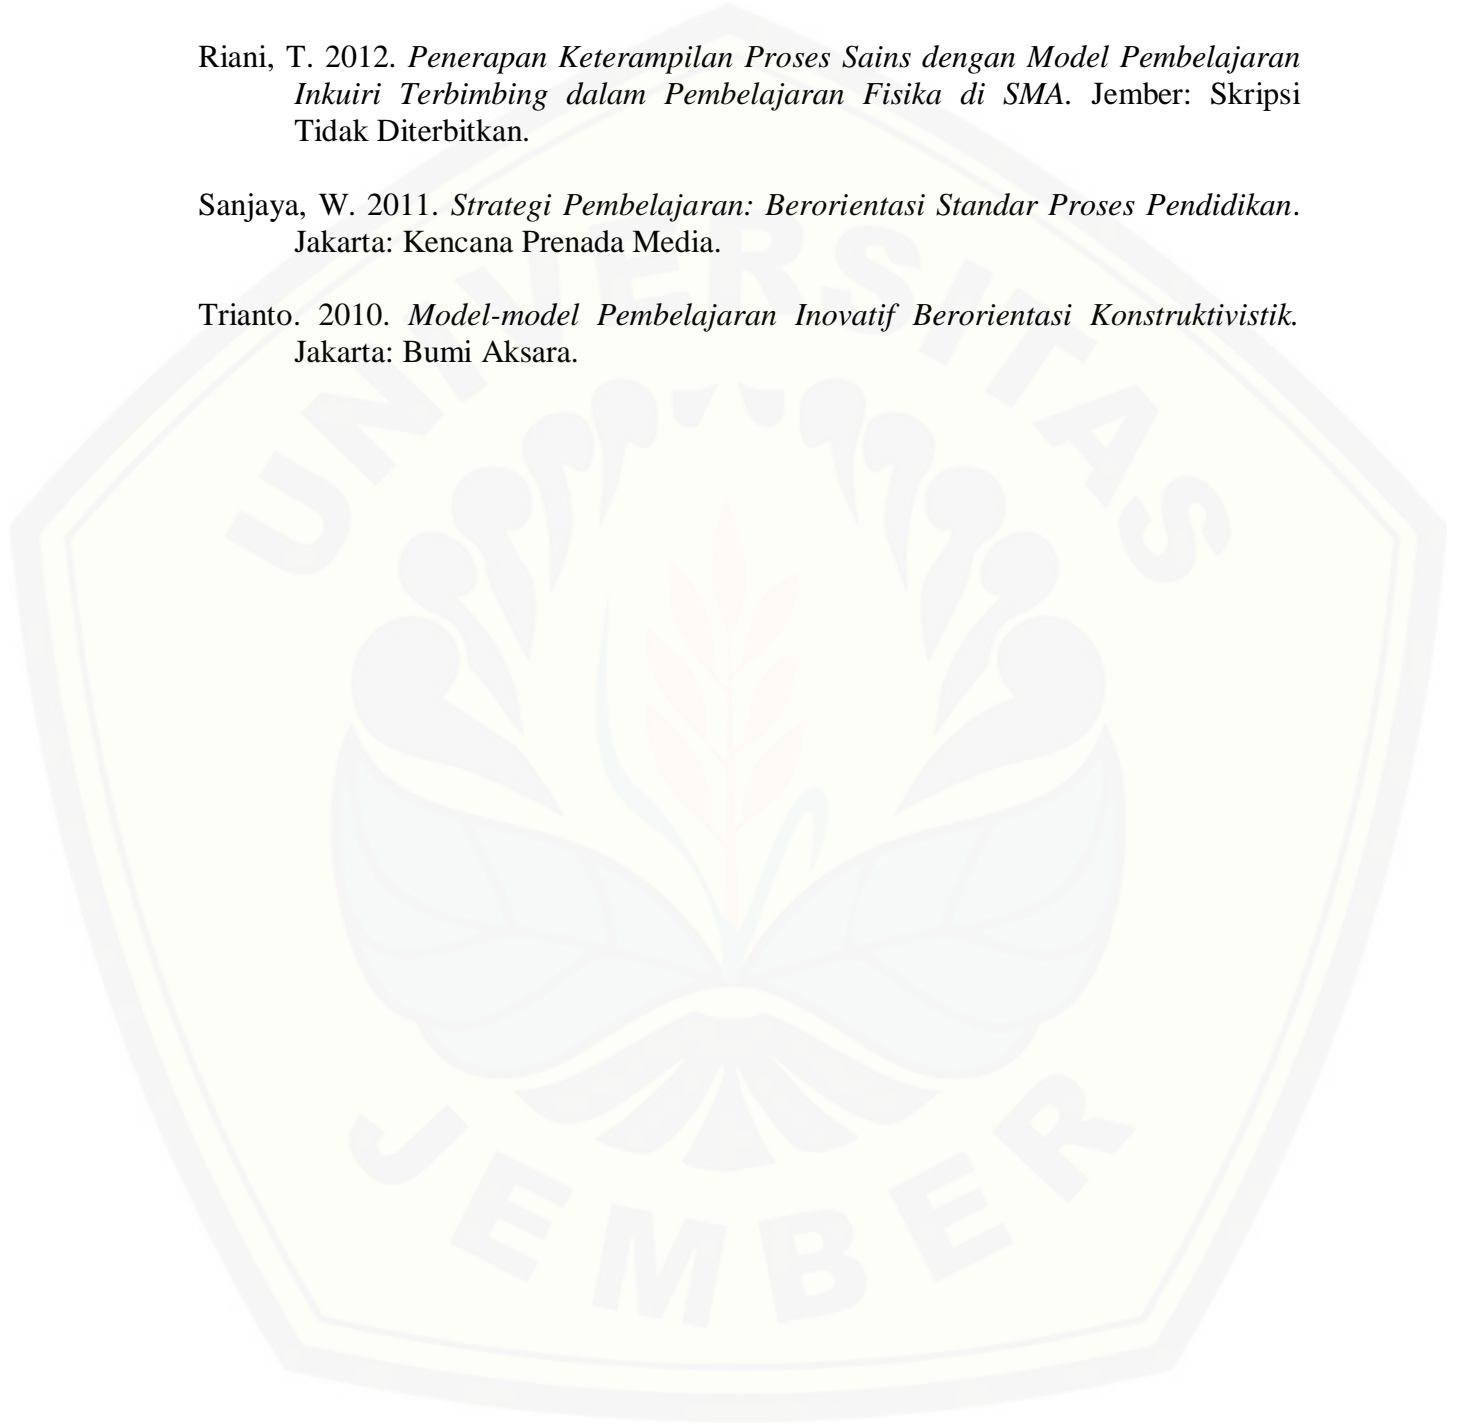 Riani, T. 2012. Penerapan Keterampilan Proses Sains dengan Model Pembelajaran
Inkuiri Terbimbing dalam Pembelajaran Fisika di SMA. Jember: Skripsi
Tidak Diterbitkan.
Sanjaya, W. 2011. Strategi Pembelajaran: Berorientasi Standar Proses Pendidikan.
Jakarta: Kencana Prenada Media.
Trianto. 2010. Model-model Pembelajaran Inovatif Berorientasi Konstruktivistik.
Jakarta: Bumi Aksara.
UNIVERSITAS
JEMBER